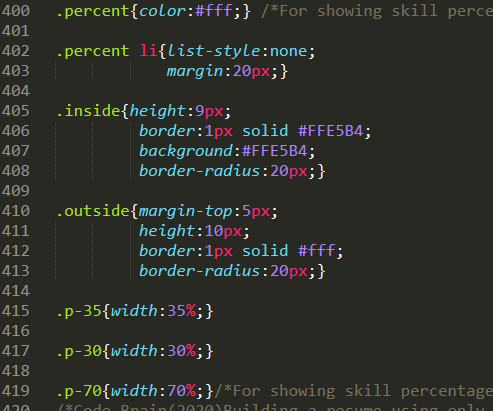 400 .percent{color:#fff;} /*For showing skill perce
401
402 .percent li{list-style:none;
403 margin:20px;}
404
405 .inside{height:9px;
406 border:1px solid #FFE5B4;
407 background:#FFE5B4;
408 border-radius:20px;}
409
410 .outside{margin-top:5px;
411 height:10px;
412 border:1px solid #fff;
413 border-radius:20px;}
414
415 .p-35{width:35%;}
416
417 .p-30{width:30%;}
418
419 .p-70{width:70%;}/*For showing skill percentage
420 /*Code Brain(2020)Building a resume using only